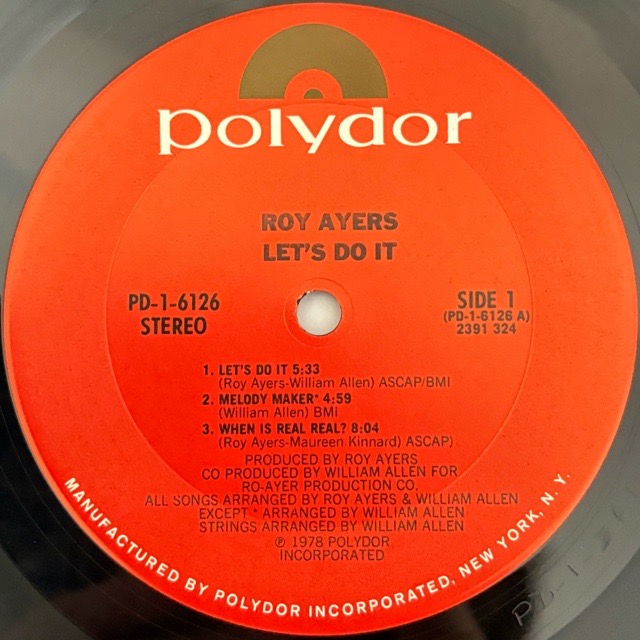 polydor
ROY AYERS
LET'S DO IT
PD-1-6126
STEREO
SIDE 1
(PD-1-6126 A)
2391 324
1. LET'S DO IT 5:33
(Roy Ayers-William Allen) ASCAP/BMI
2. MELODY MAKER* 4:59
(William Allen) BMI
3. WHEN IS REAL REAL? 8:04
(Roy Ayers-Maureen Kinnard) ASCAP)
PRODUCED BY ROY AYERS
CO PRODUCED BY WILLIAM ALLEN FOR
RO-AYER PRODUCTION CO.
ALL SONGS ARRANGED BY ROY AYERS & WILLIAM ALLEN
EXCEPT * ARRANGED BY WILLIAM ALLEN
STRINGS ARRANGED BY WILLIAM ALLEN
℗ 1978 POLYDOR
INCORPORATED
MANUFACTURED BY POLYDOR INCORPORATED, NEW YORK, N. Y.
PD-1